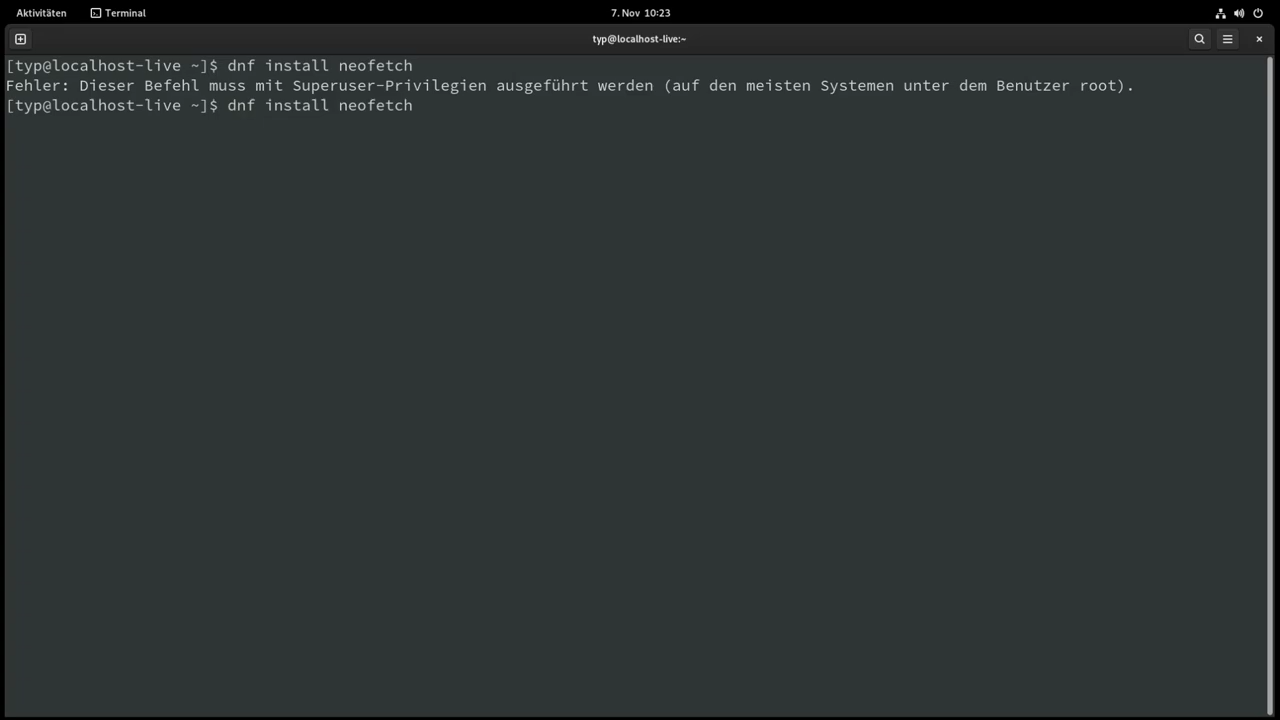 Aktivitäten Terminal 7. Nov 10:23
typ@localhost-live:~
[typ@localhost-live ~]$ dnf install neofetch
Fehler: Dieser Befehl muss mit Superuser-Privilegien ausgeführt werden (auf den meisten Systemen unter dem Benutzer root).
[typ@localhost-live ~]$ dnf install neofetch